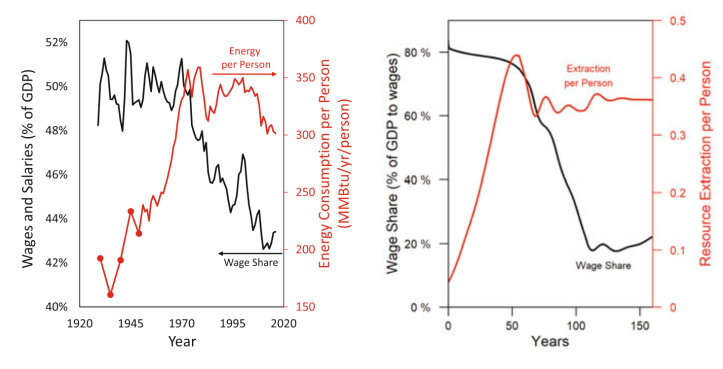 52%
50%
48%
46%
44%
42%
40%
Wages and Salaries (% of GDP)
1920
1945
1970
1995
2020
Year
400
350
300
250
200
150
Energy Consumption per Person
(MMBtu/yr/person)
Energy
per Person
Wage Share
80 %
60 %
40 %
20 %
0 %
Wage Share (% of GDP to wages)
0
50
100
150
Years
0.5
0.4
0.3
0.2
0.1
0
Resource Extraction per Person
Extraction
per Person
Wage Share